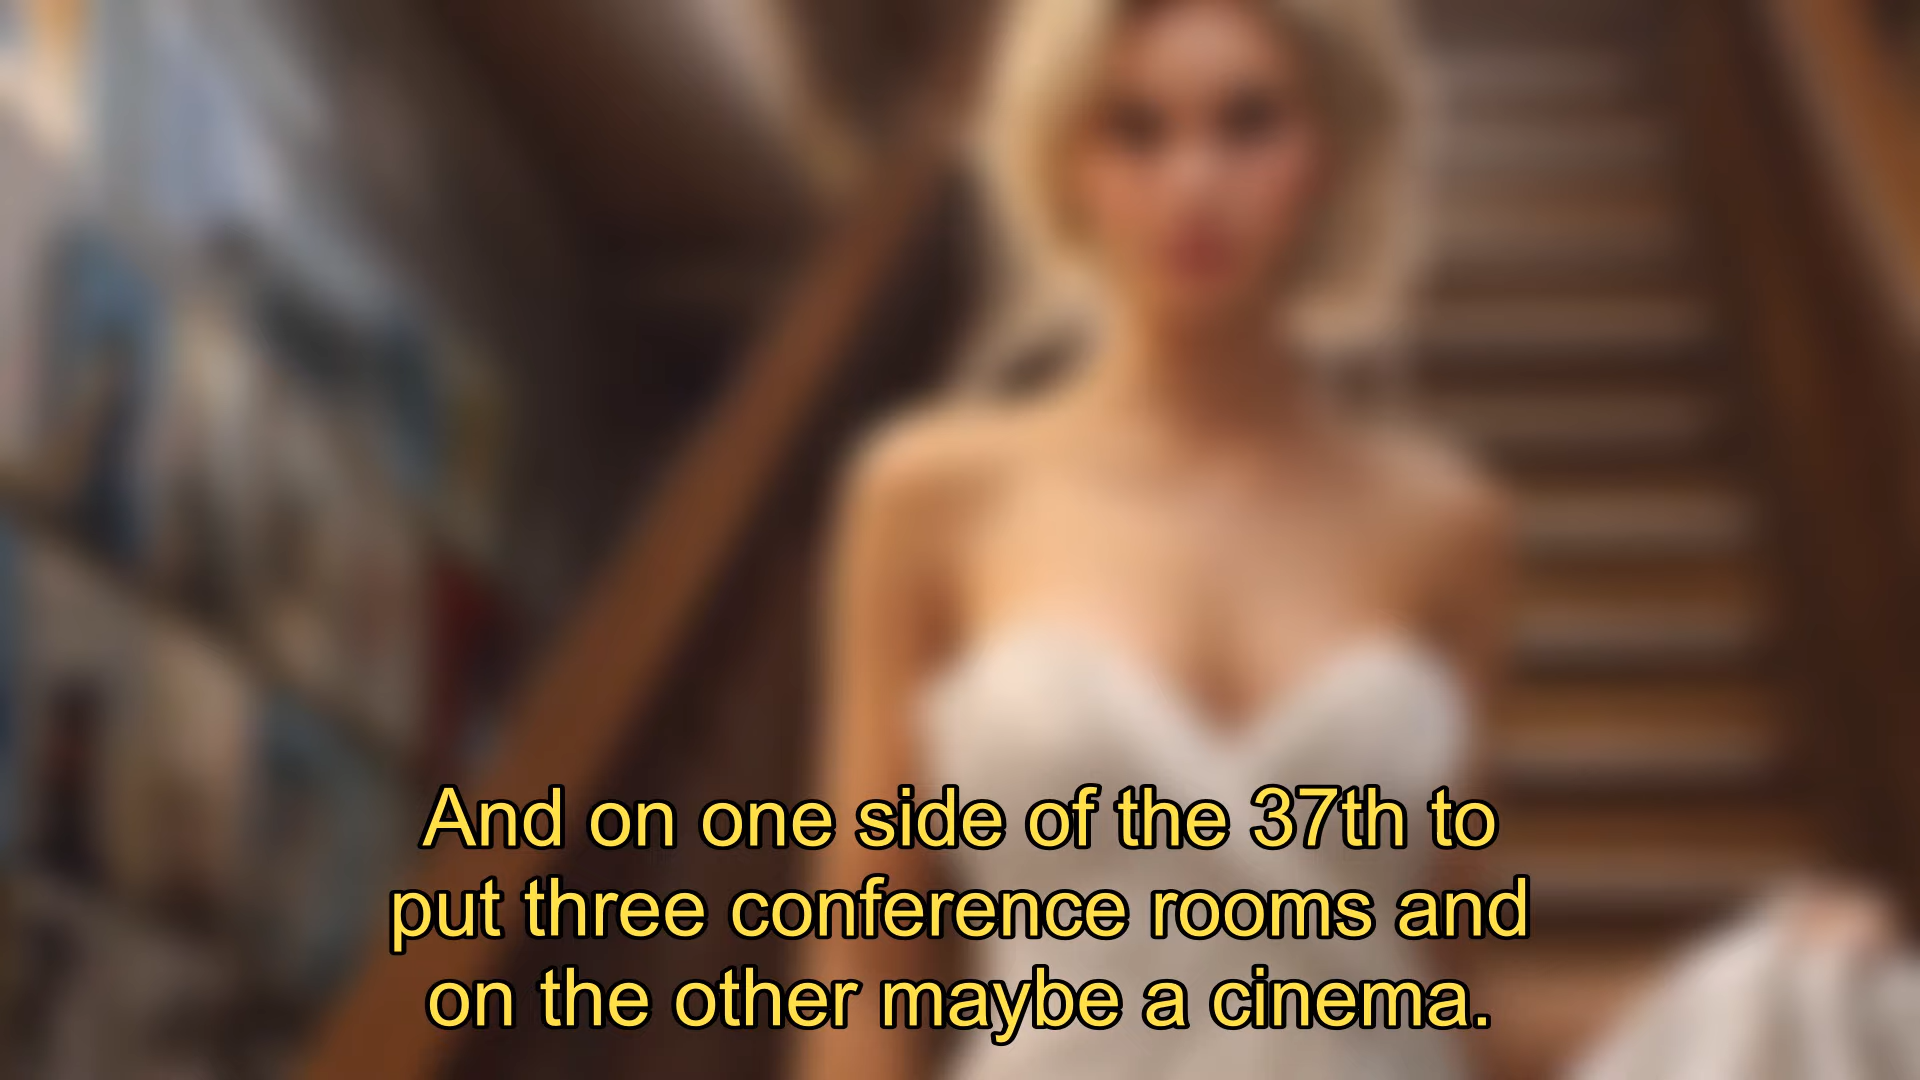 And on one side of the 37th to
put three conference rooms and
on the other maybe a cinema.